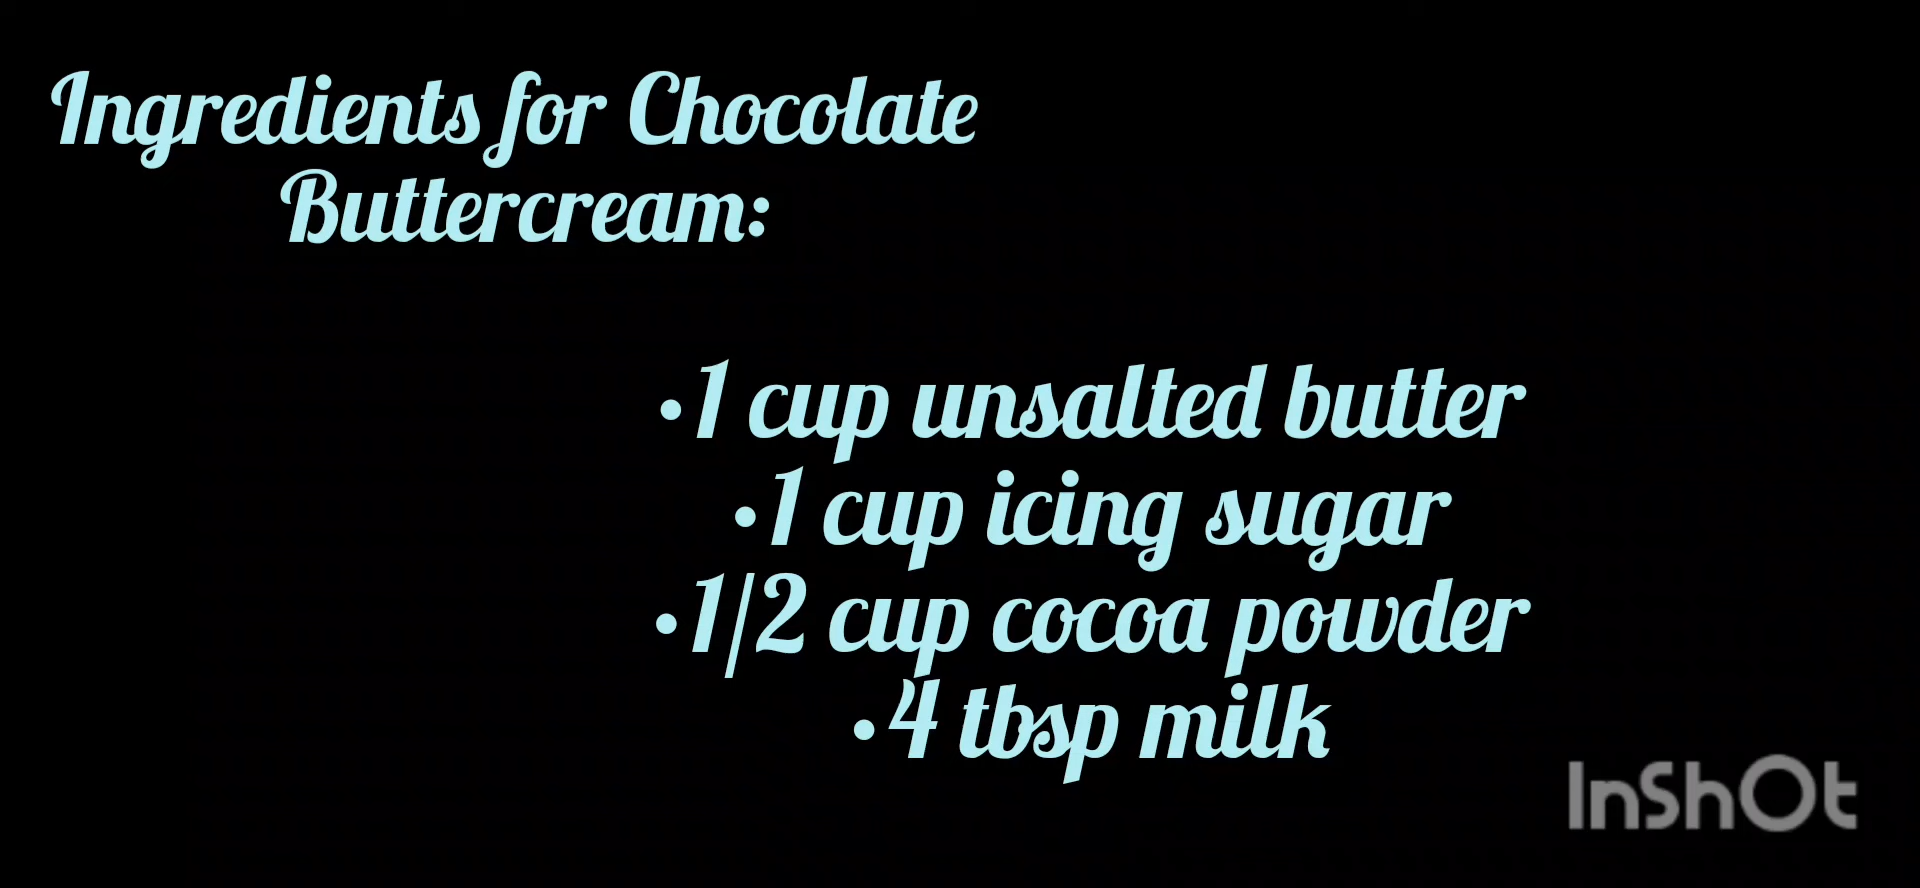 Ingredients for Chocolate
Buttercream:
•1 cup unsalted butter
•1 cup icing sugar
•1/2 cup cocoa powder
•4 tbsp milk
InShOt